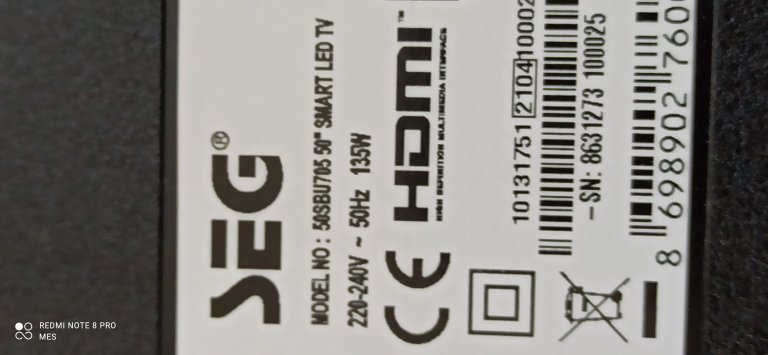 SEG®
MODEL NO : 50SBU705 50" SMART LED TV
220-240V ~ 50Hz 135W
CE HDMI™
HIGH DEFINITION MULTIMEDIA INTERFACE
10131751 2104 10002
-SN: 8631273 100025
8 698902 760
REDMI NOTE 8 PRO
MES